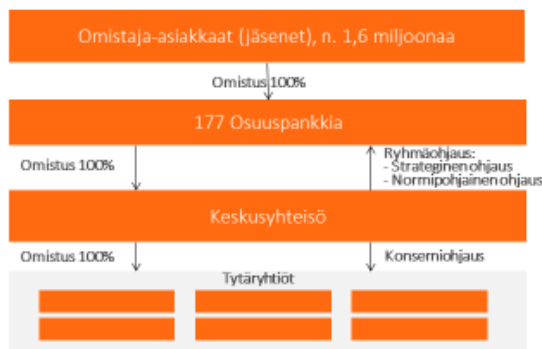 Omistaja-asiakkaat (jäsenet), n. 1,6 miljoonaa
Omistus 100%
177 Osuuspankkia
Omistus 100%
Ryhmäohjaus:
- Strateginen ohjaus
- Normipohjainen ohjaus
Keskusyhteisö
Omistus 100%
Konserniohjaus
Tytäryhtiöt